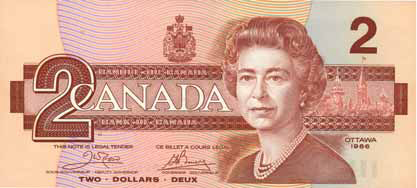 2
BANQUE · DU · CANADA
2 CANADA
BANK · OF · CANADA
THIS NOTE IS LEGAL TENDER
CE BILLET A COURS LEGAL
OTTAWA
1986
TWO · DOLLARS · DEUX